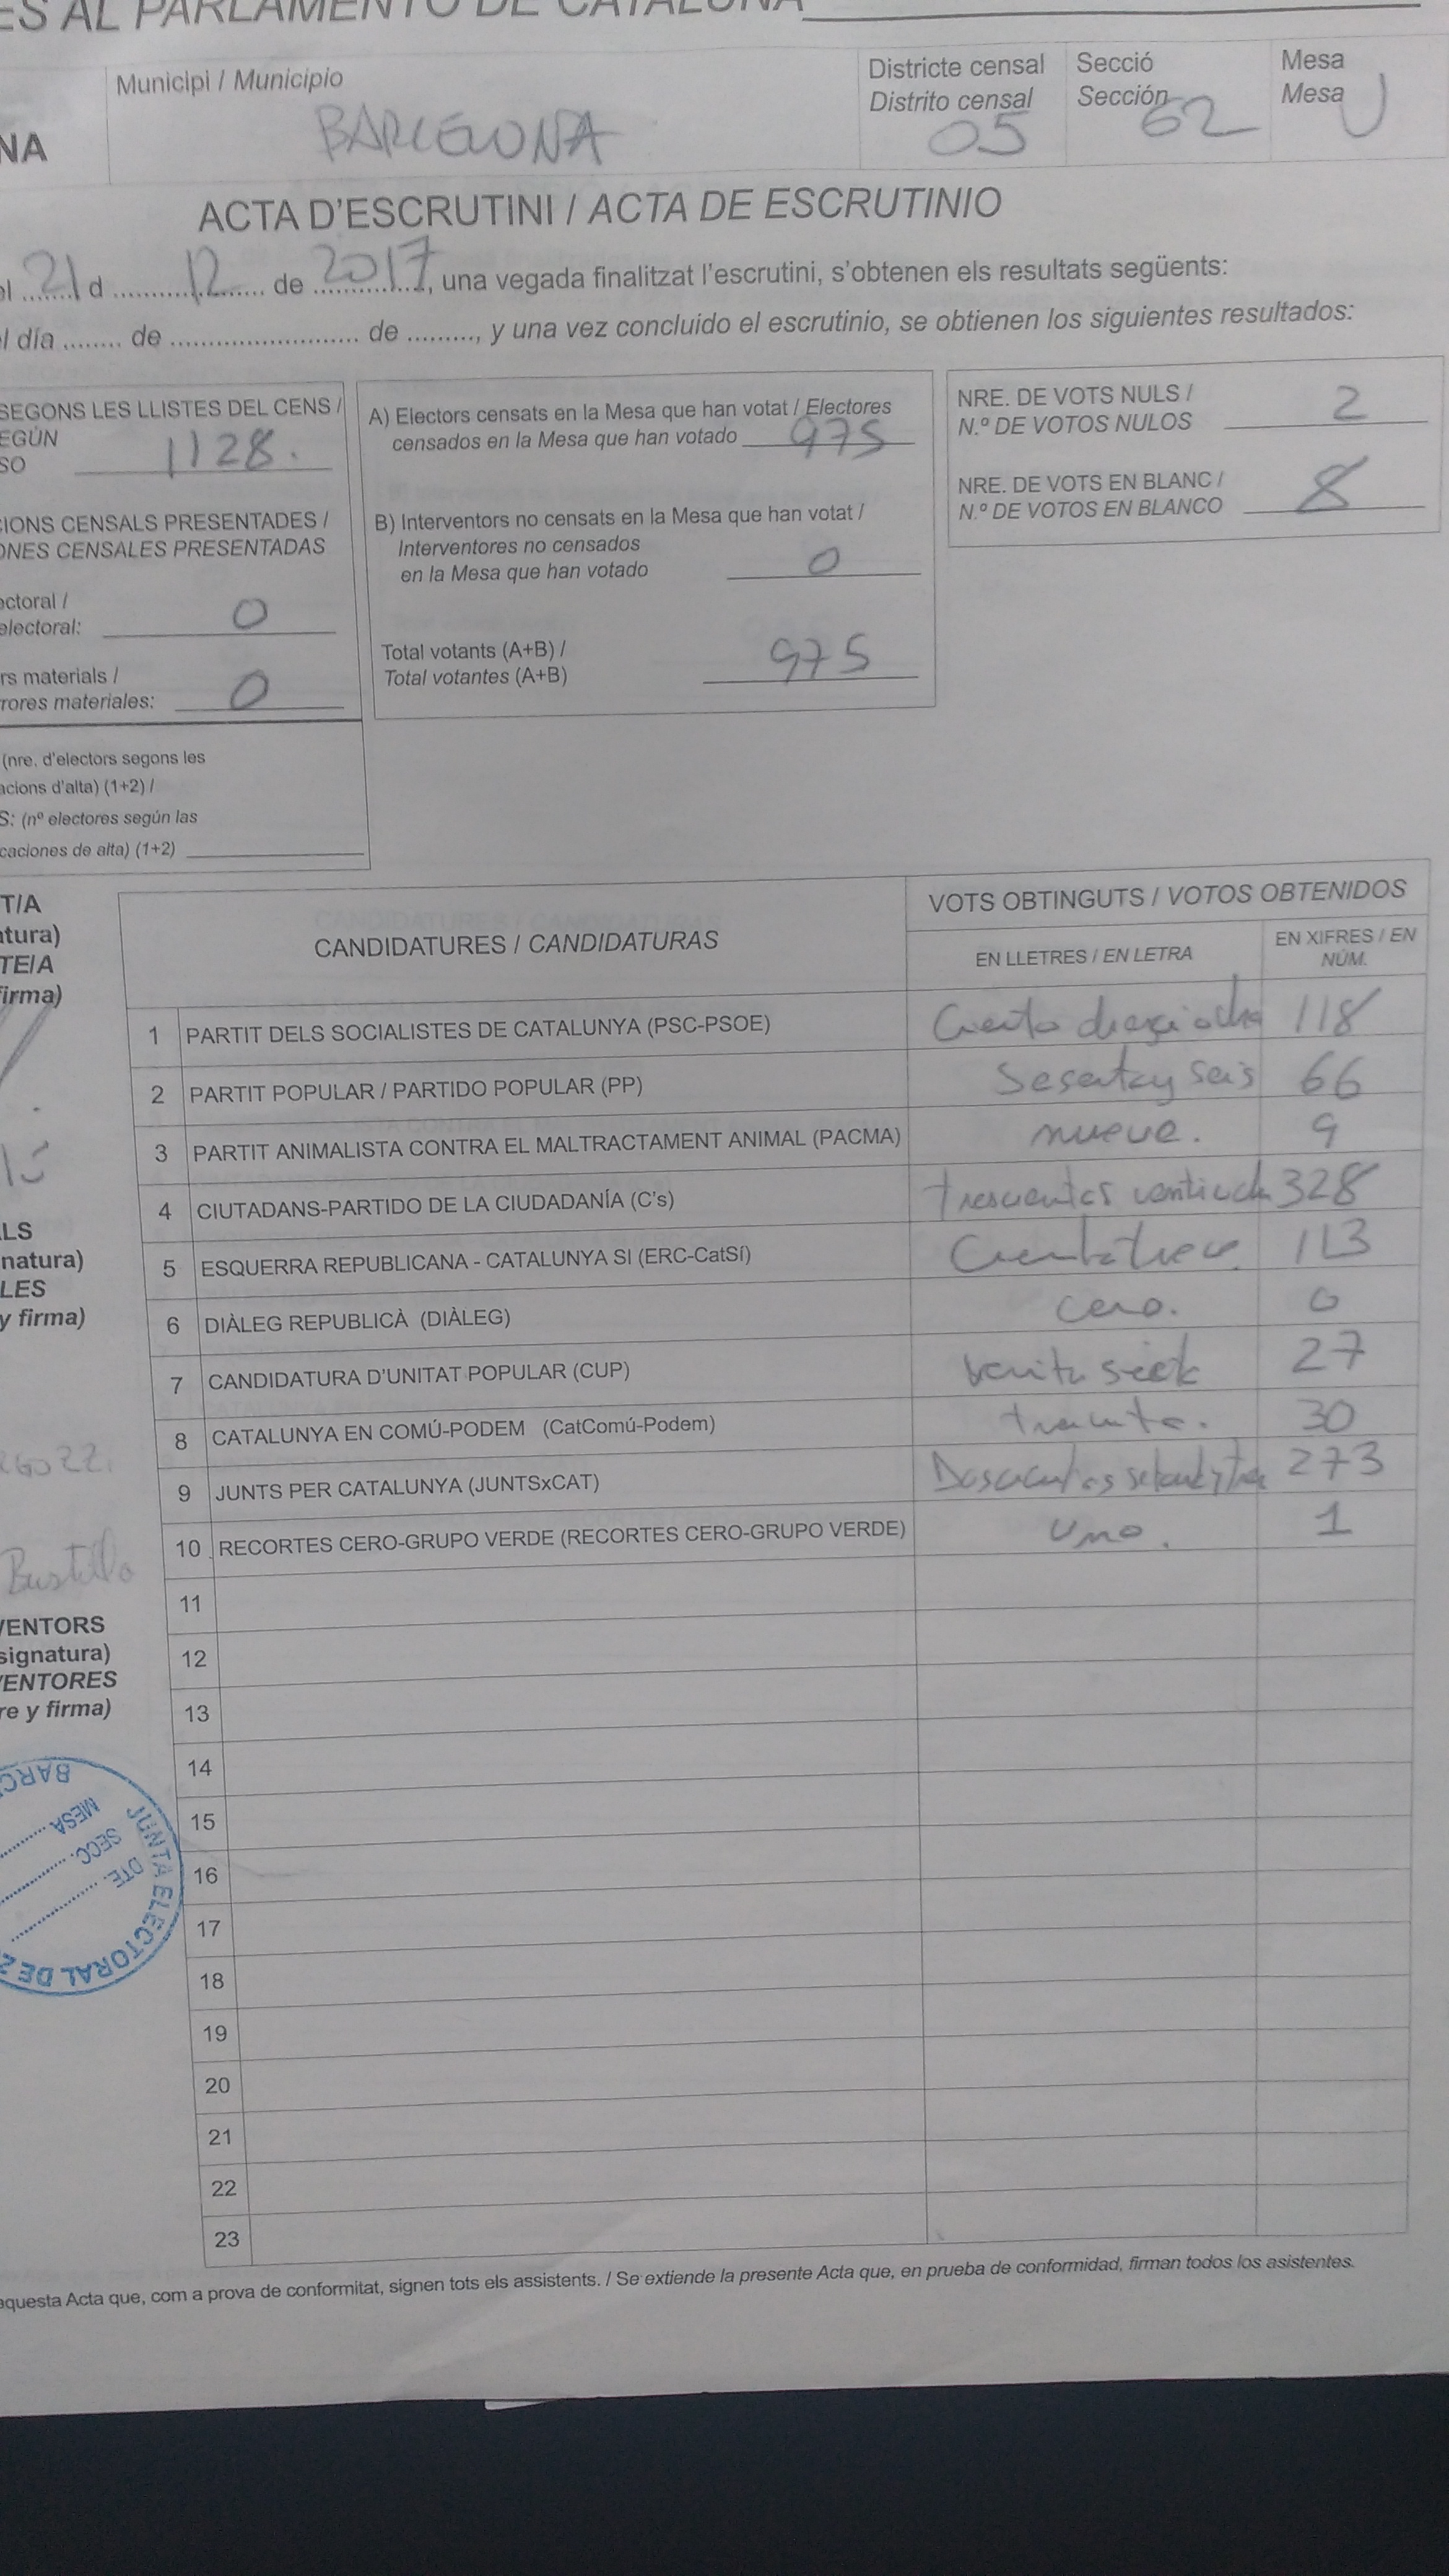 ES AL PARLAMENTO DE CATALUÑA
NA
Municipi / Municipio
BARCELONA
Districte censal
Distrito censal
05
Secció
Sección
62
Mesa
Mesa
U
ACTA D'ESCRUTINI / ACTA DE ESCRUTINIO
el 21 d 12 de 2017, una vegada finalitzat l'escrutini, s'obtenen els resultats següents:
el día ........ de .......................... de ........., y una vez concluido el escrutinio, se obtienen los siguientes resultados:
SEGONS LES LLISTES DEL CENS /
EGÚN
SO 1128.
CIONS CENSALS PRESENTADES /
ONES CENSALES PRESENTADAS
ectoral /
electoral: 0
rs materials /
rrores materiales: 0
(nre. d'electors segons les
acions d'alta) (1+2) /
S: (nº electores según las
caciones de alta) (1+2)
A) Electors censats en la Mesa que han votat / Electores
censados en la Mesa que han votado 975
B) Interventors no censats en la Mesa que han votat /
Interventores no censados
en la Mesa que han votado 0
Total votants (A+B) /
Total votantes (A+B) 975
NRE. DE VOTS NULS /
N.º DE VOTOS NULOS 2
NRE. DE VOTS EN BLANC /
N.º DE VOTOS EN BLANCO 8
T/A
atura)
TE/A
firma)
ALS
natura)
LES
y firma)
Bustillo
VENTORS
signatura)
VENTORES
re y firma)
CANDIDATURES / CANDIDATURAS
VOTS OBTINGUTS / VOTOS OBTENIDOS
EN LLETRES / EN LETRA
EN XIFRES / EN
NÚM.
1 PARTIT DELS SOCIALISTES DE CATALUNYA (PSC-PSOE) Ciento dieciocho 118
2 PARTIT POPULAR / PARTIDO POPULAR (PP) Sesenta y seis 66
3 PARTIT ANIMALISTA CONTRA EL MALTRACTAMENT ANIMAL (PACMA) nueve. 9
4 CIUTADANS-PARTIDO DE LA CIUDADANÍA (C's) trescientos 328
5 ESQUERRA REPUBLICANA - CATALUNYA SI (ERC-CatSí) Ciento trece 113
6 DIÀLEG REPUBLICÀ (DIÀLEG) cero. 0
7 CANDIDATURA D'UNITAT POPULAR (CUP) siete 27
8 CATALUNYA EN COMÚ-PODEM (CatComú-Podem) treinta. 30
9 JUNTS PER CATALUNYA (JUNTSxCAT) Doscientos 273
10 RECORTES CERO-GRUPO VERDE (RECORTES CERO-GRUPO VERDE) uno. 1
11
12
13
14
15
16
17
18
19
20
21
22
23
JUNTA ELECTORAL DE Z
BARC
MESA
SECC.
DTE.
aquesta Acta que, com a prova de conformitat, signen tots els assistents. / Se extiende la presente Acta que, en prueba de conformidad, firman todos los asistentes.